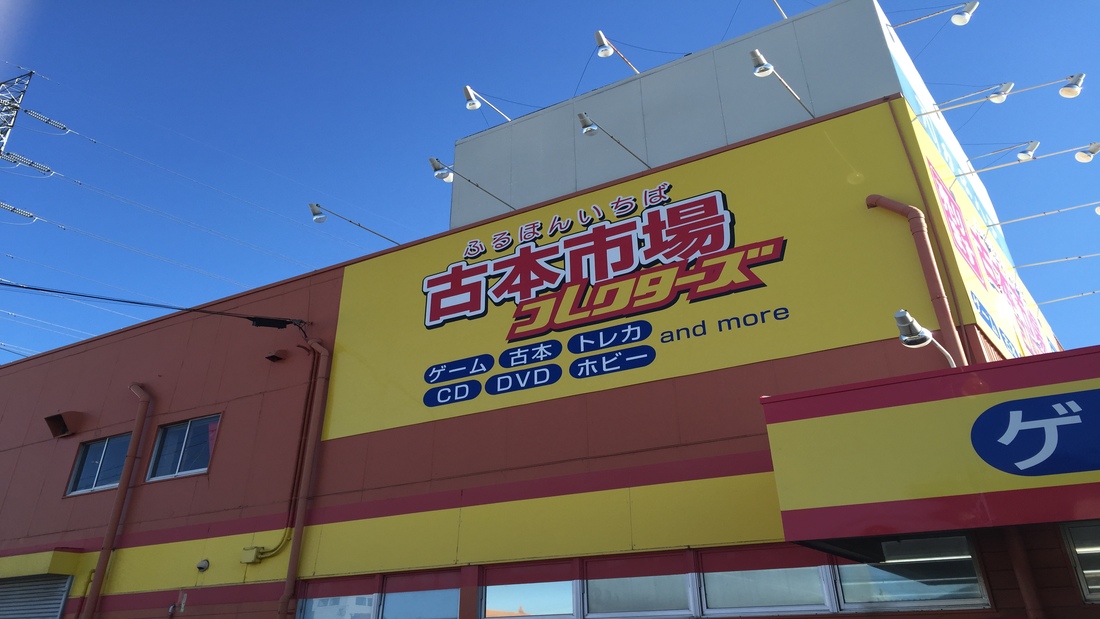 ふるほんいちば
古本市場
コレクターズ
ゲーム 古本 トレカ and more
CD DVD ホビー
ゲ